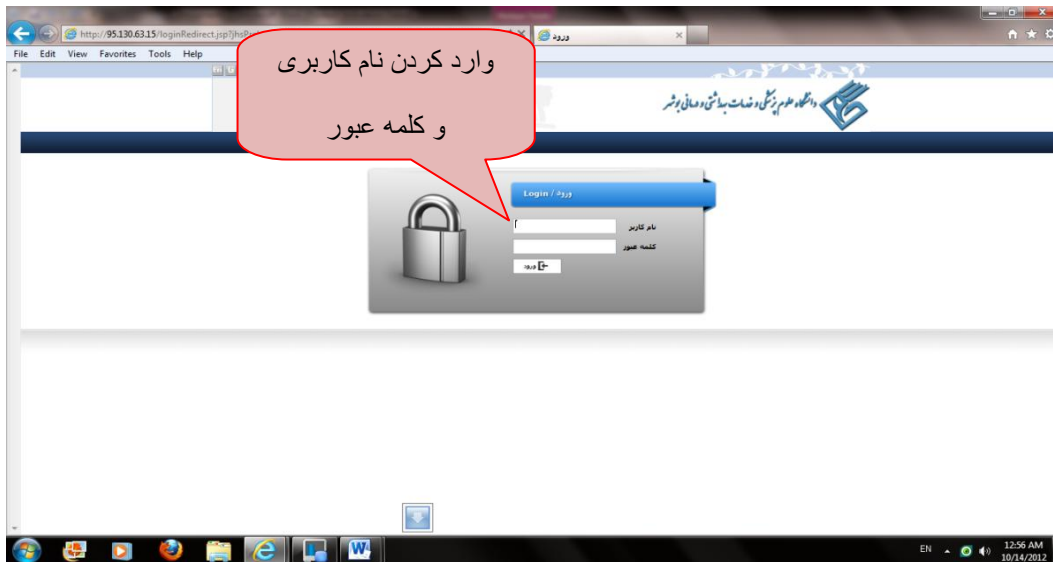 http://95.130.63.15/loginRedirect.jsp?jhsP
ورود
File Edit View Favorites Tools Help
وارد کردن نام کاربری
و کلمه عبور
دانشگاه علوم پزشکی و خدمات بهداشتی و درمانی بوشهر
ورود / Login
نام کاربر
کلمه عبور
ورود
EN
12:56 AM
10/14/2012